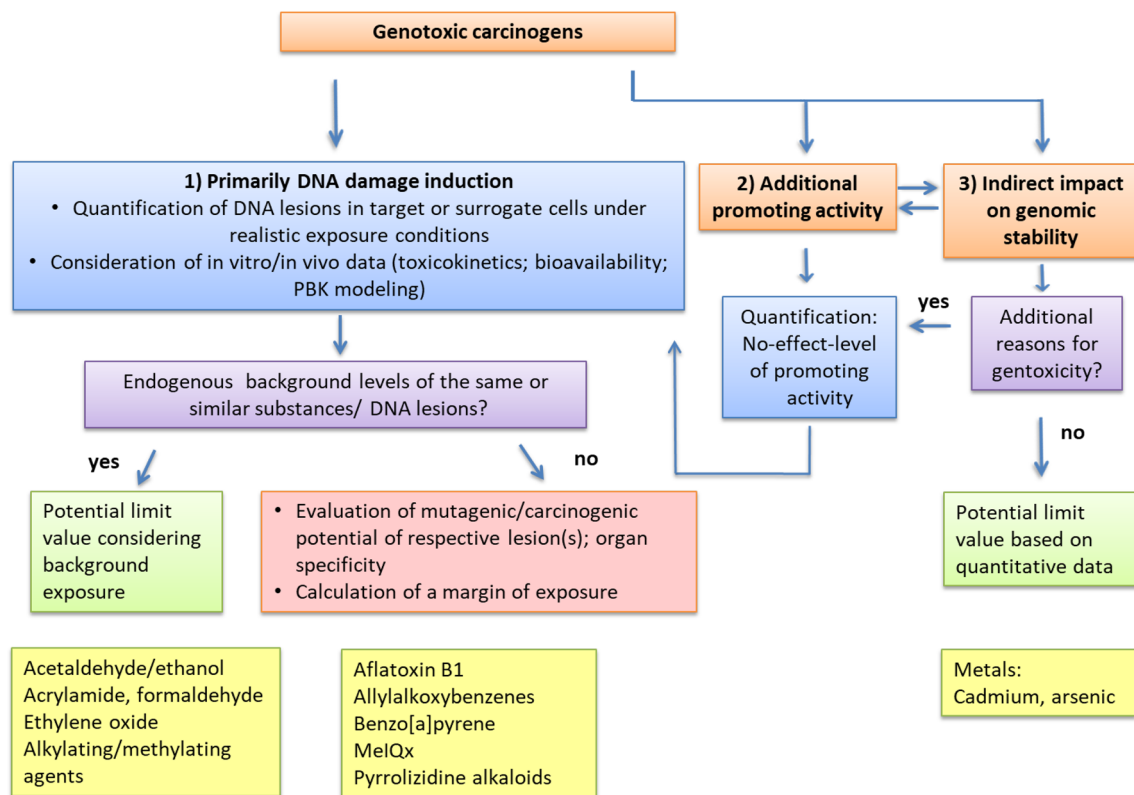 Genotoxic carcinogens
1) Primarily DNA damage induction
• Quantification of DNA lesions in target or surrogate cells under
realistic exposure conditions
• Consideration of in vitro/in vivo data (toxicokinetics; bioavailability;
PBK modeling)
2) Additional
promoting activity
3) Indirect impact
on genomic
stability
Endogenous background levels of the same or
similar substances/ DNA lesions?
Quantification:
No-effect-level
of promoting
activity
yes
Additional
reasons for
gentoxicity?
yes
no
no
Potential limit
value considering
background
exposure
• Evaluation of mutagenic/carcinogenic
potential of respective lesion(s); organ
specificity
• Calculation of a margin of exposure
Potential limit
value based on
quantitative data
Acetaldehyde/ethanol
Acrylamide, formaldehyde
Ethylene oxide
Alkylating/methylating
agents
Aflatoxin B1
Allylalkoxybenzenes
Benzo[a]pyrene
MeIQx
Pyrrolizidine alkaloids
Metals:
Cadmium, arsenic